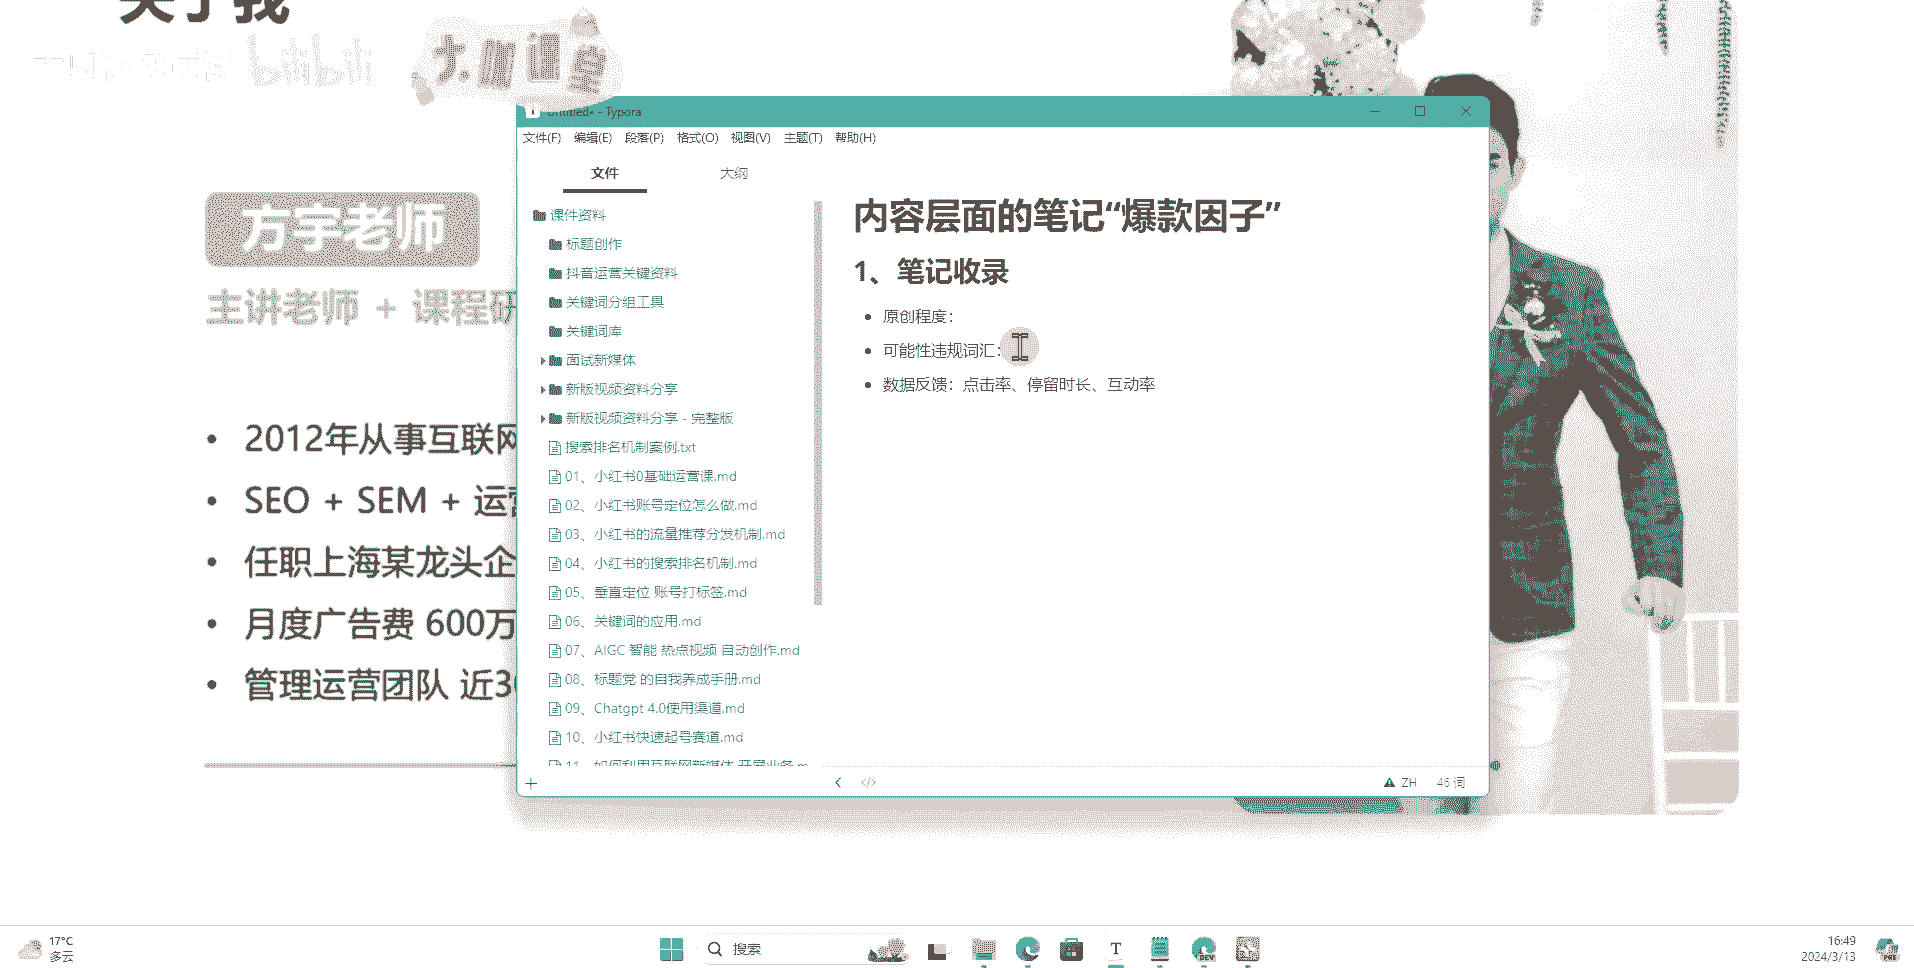 关于我
bilibili
大咖课堂
方宇老师
主讲老师 + 课程研
2012年从事互联网
SEO + SEM + 运营
任职上海某龙头企
月度广告费 600万
管理运营团队 近30
Untitled• - Typora
文件(F) 编辑(E) 段落(P) 格式(O) 视图(V) 主题(T) 帮助(H)
文件 大纲
课件资料
标题创作
抖音运营关键资料
关键词分组工具
关键词库
面试新媒体
新版视频资料分享
新版视频资料分享 - 完整版
搜索排名机制案例.txt
01、小红书0基础运营课.md
02、小红书账号定位怎么做.md
03、小红书的流量推荐分发机制.md
04、小红书的搜索排名机制.md
05、垂直定位 账号打标签.md
06、关键词的应用.md
07、AIGC 智能 热点视频 自动创作.md
08、标题党 的自我养成手册.md
09、Chatgpt 4.0使用渠道.md
10、小红书快速起号赛道.md
11、如何利用互联网新媒体 开展业务.m
内容层面的笔记“爆款因子”
1、笔记收录
原创程度：
可能性违规词汇：
数据反馈：点击率、停留时长、互动率
ZH 46 词
17°C
多云
搜索
DEV
16:49
2024/3/13
PRE